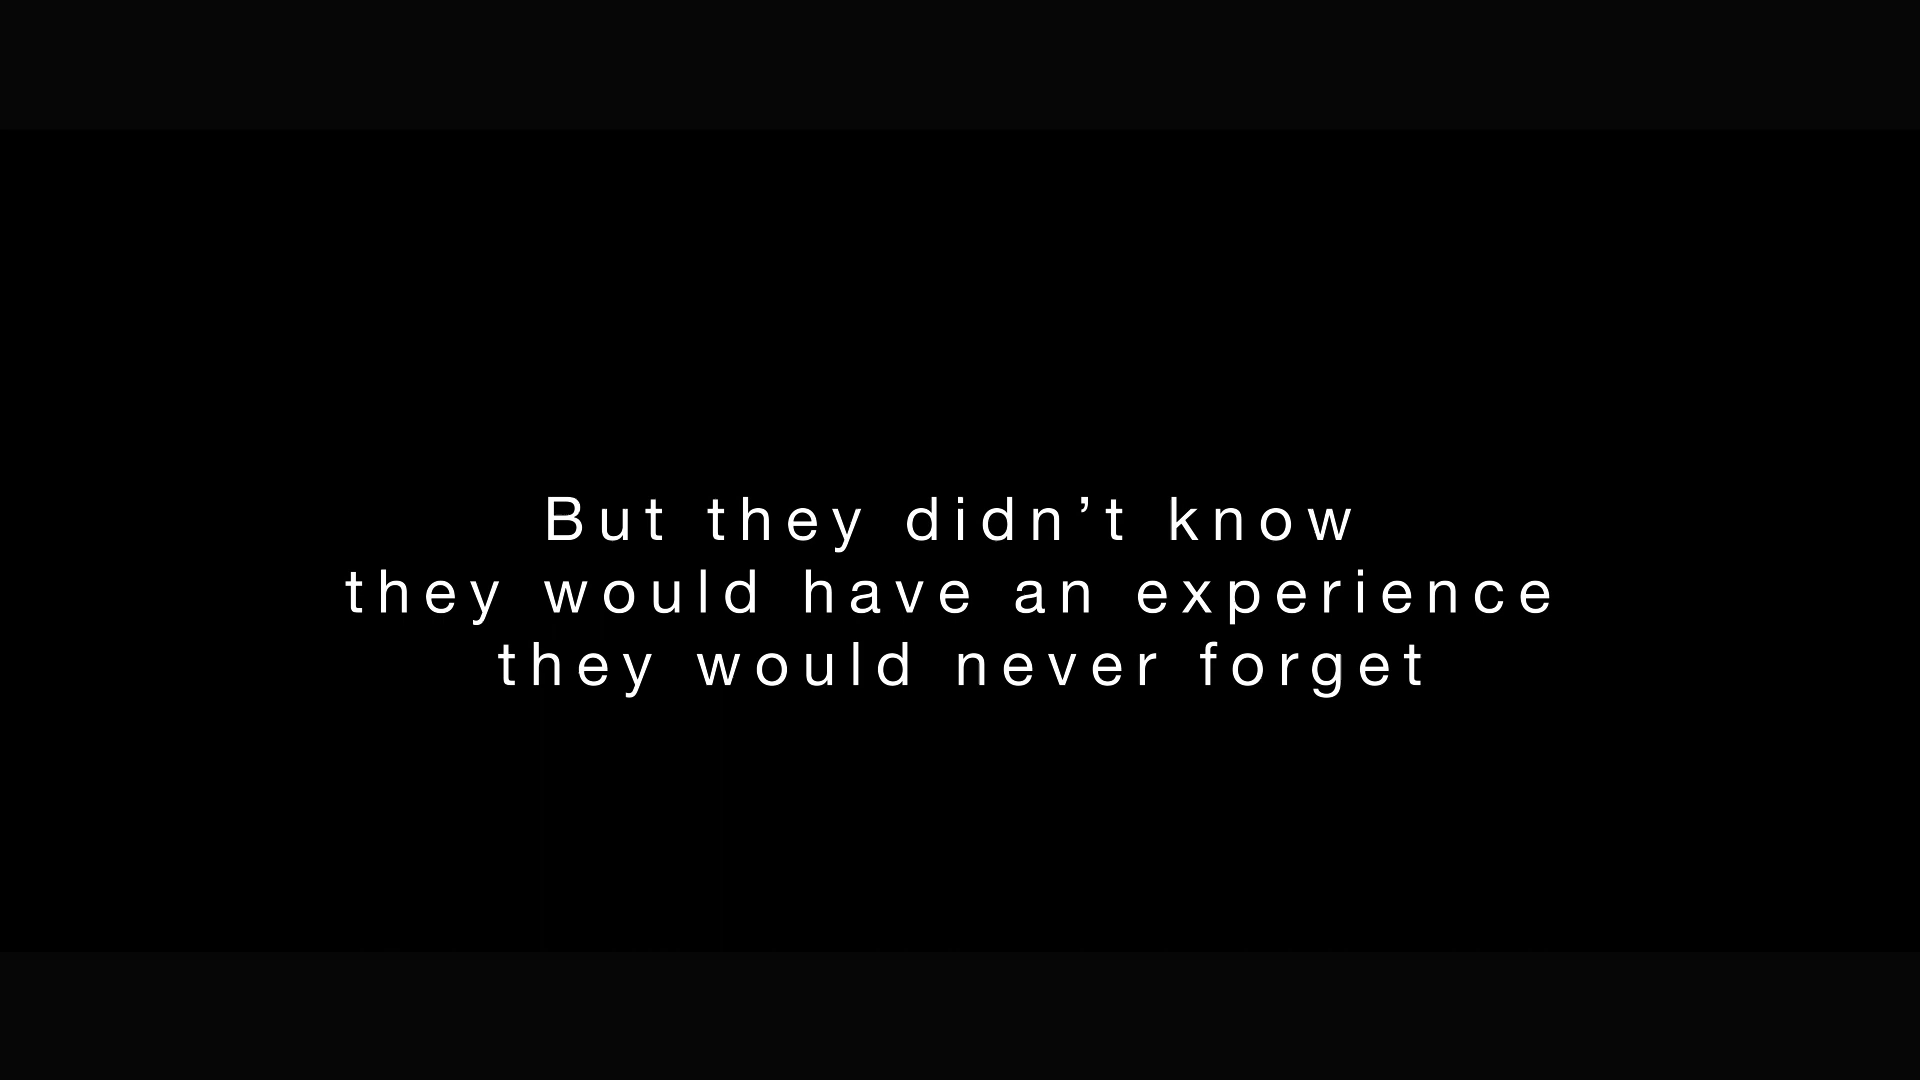 But they didn’t know
they would have an experience
they would never forget